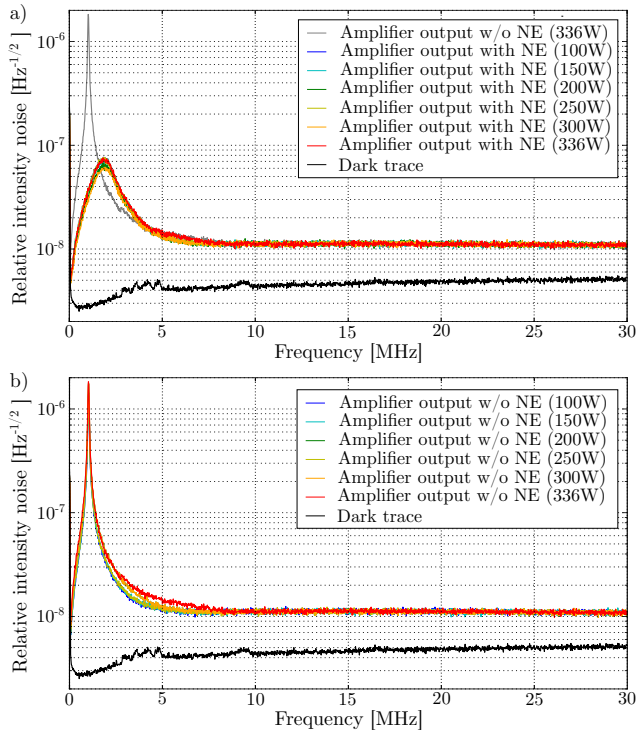 a)
Relative intensity noise [Hz^-1/2]
10^-6
10^-7
10^-8
Amplifier output w/o NE (336W)
Amplifier output with NE (100W)
Amplifier output with NE (150W)
Amplifier output with NE (200W)
Amplifier output with NE (250W)
Amplifier output with NE (300W)
Amplifier output with NE (336W)
Dark trace
0 5 10 15 20 25 30
Frequency [MHz]
b)
Relative intensity noise [Hz^-1/2]
10^-6
10^-7
10^-8
Amplifier output w/o NE (100W)
Amplifier output w/o NE (150W)
Amplifier output w/o NE (200W)
Amplifier output w/o NE (250W)
Amplifier output w/o NE (300W)
Amplifier output w/o NE (336W)
Dark trace
0 5 10 15 20 25 30
Frequency [MHz]